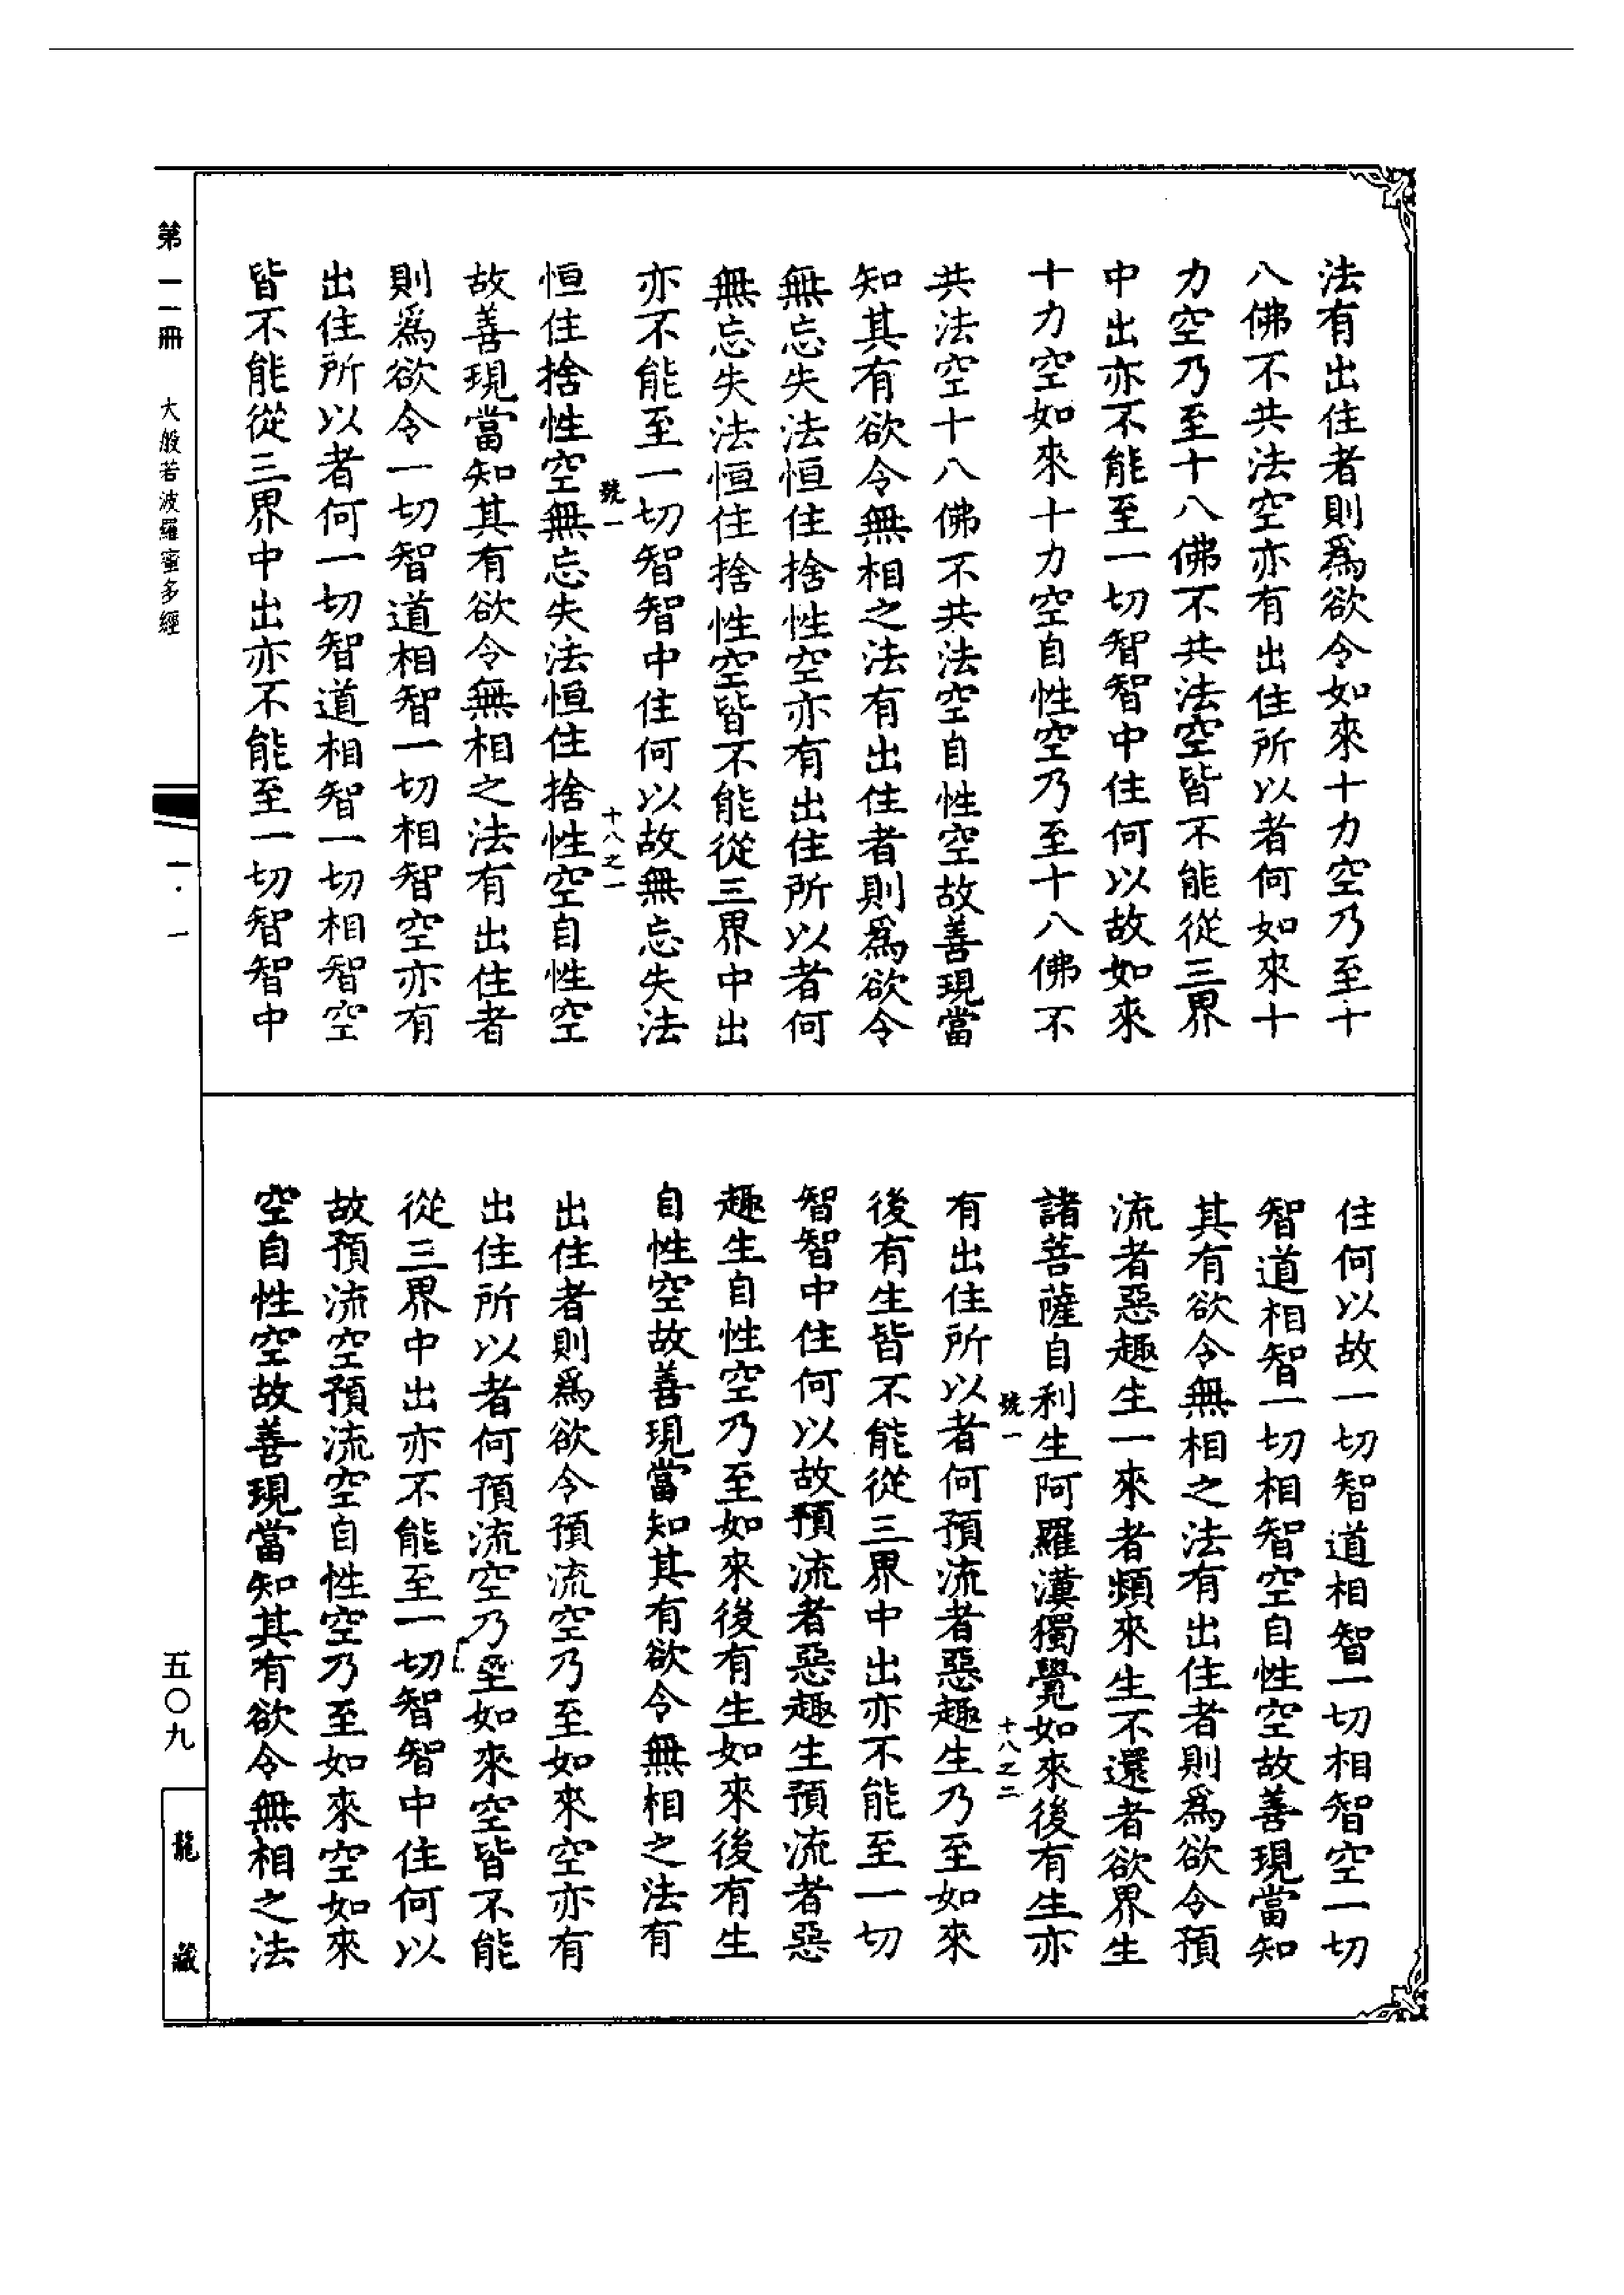 法有出住者則爲欲令如來十力空乃至十
八佛不共法空亦有出住所以者何如來十
力空乃至十八佛不共法空皆不能從三界
中出亦不能至一切智智中住何以故如來
十力空如來十力空自性空乃至十八佛不
共法空十八佛不共法空自性空故善現當
知其有欲令無相之法有出住者則爲欲令
無忘失法恒住捨性空亦有出住所以者何
無忘失法恒住捨性空皆不能從三界中出
亦不能至一切智智中住何以故無忘失法
號一 十八之一
恒住捨性空無忘失法恒住捨性空自性空
故善現當知其有欲令無相之法有出住者
則爲欲令一切智道相智一切相智空亦有
出住所以者何一切智道相智一切相智空
皆不能從三界中出亦不能至一切智智中
住何以故一切智道相智一切相智空一切
智道相智一切相智空自性空故善現當知
其有欲令無相之法有出住者則爲欲令預
流者惡趣生一來者頻來生不還者欲界生
諸菩薩自利生阿羅漢獨覺如來後有生亦
號一 十八之二
有出住所以者何預流者惡趣生乃至如來
後有生皆不能從三界中出亦不能至一切
智智中住何以故預流者惡趣生預流者惡
趣生自性空乃至如來後有生如來後有生
自性空故善現當知其有欲令無相之法有
出住者則爲欲令預流空乃至如來空亦有
出住所以者何預流空乃至如來空皆不能
從三界中出亦不能至一切智智中住何以
故預流空預流空自性空乃至如來空如來
空自性空故善現當知其有欲令無相之法
第一一冊 大般若波羅蜜多經
一·一
五〇九
龍藏